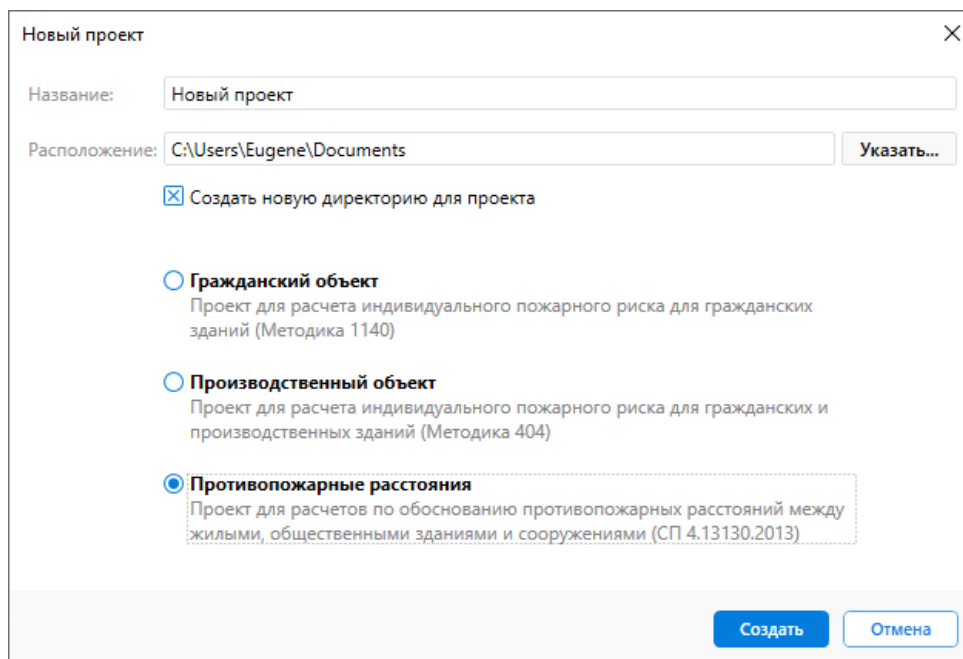 Новый проект
Название: Новый проект
Расположение: C:\Users\Eugene\Documents Указать...
Создать новую директорию для проекта
Гражданский объект
Проект для расчета индивидуального пожарного риска для гражданских
зданий (Методика 1140)
Производственный объект
Проект для расчета индивидуального пожарного риска для гражданских и
производственных зданий (Методика 404)
Противопожарные расстояния
Проект для расчетов по обоснованию противопожарных расстояний между
жилыми, общественными зданиями и сооружениями (СП 4.13130.2013)
Создать Отмена